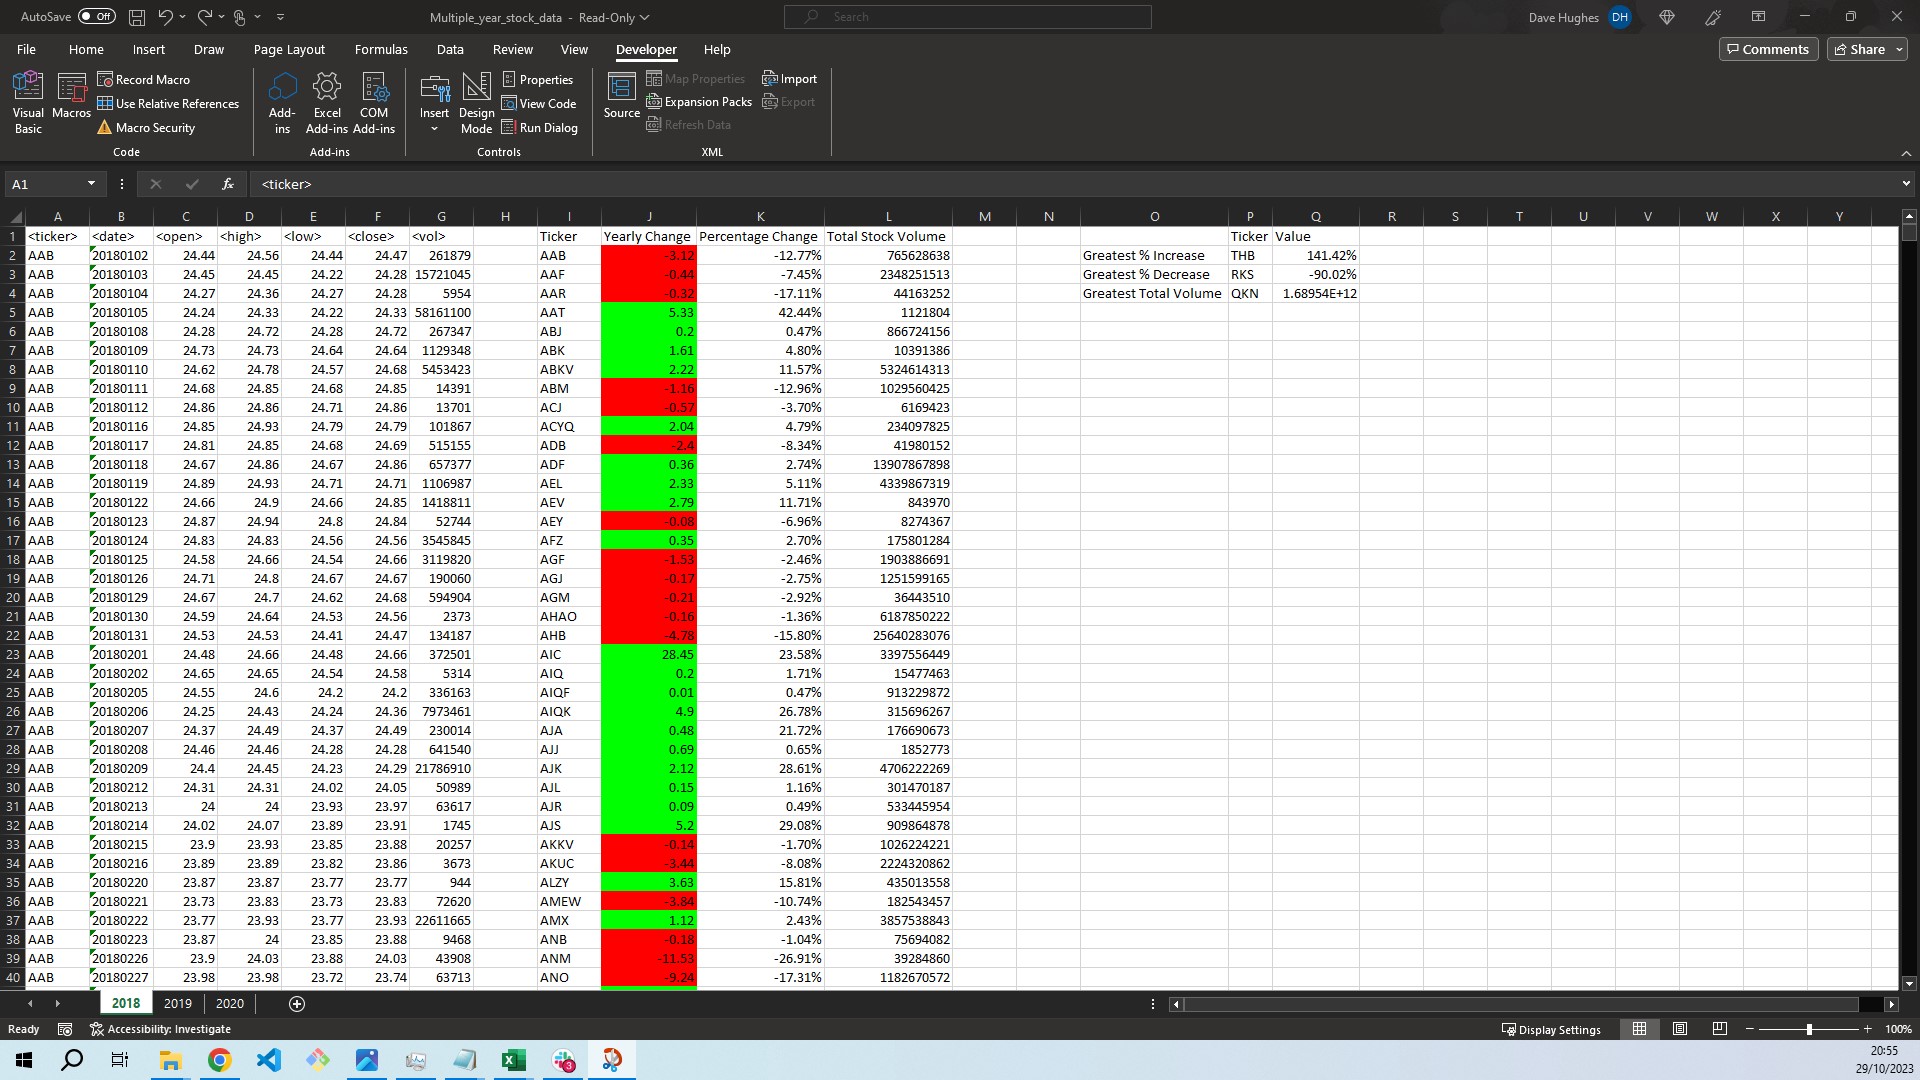 AutoSave Off Multiple_year_stock_data - Read-Only Search Dave Hughes DH
File Home Insert Draw Page Layout Formulas Data Review View Developer Help Comments Share
Visual Basic Macros Record Macro Use Relative References Macro Security Code
Add-ins Excel Add-ins COM Add-ins Add-ins
Insert Design Mode Properties View Code Run Dialog Controls
Source Map Properties Expansion Packs Refresh Data Import Export XML
A1 fx <ticker>
A B C D E F G H I J K L M N O P Q R S T U V W X Y
1 <ticker> <date> <open> <high> <low> <close> <vol> Ticker Yearly Change Percentage Change Total Stock Volume Ticker Value
2 AAB 20180102 24.44 24.56 24.44 24.47 261879 AAB -3.12 -12.77% 765628638 Greatest % Increase THB 141.42%
3 AAB 20180103 24.45 24.45 24.22 24.28 15721045 AAF -0.44 -7.45% 2348251513 Greatest % Decrease RKS -90.02%
4 AAB 20180104 24.27 24.36 24.27 24.28 5954 AAR -0.32 -17.11% 44163252 Greatest Total Volume QKN 1.68954E+12
5 AAB 20180105 24.24 24.33 24.22 24.33 58161100 AAT 5.33 42.44% 1121804
6 AAB 20180108 24.28 24.72 24.28 24.72 267347 ABJ 0.2 0.47% 866724156
7 AAB 20180109 24.73 24.73 24.64 24.64 1129348 ABK 1.61 4.80% 10391386
8 AAB 20180110 24.62 24.78 24.57 24.68 5453423 ABKV 2.22 11.57% 5324614313
9 AAB 20180111 24.68 24.85 24.68 24.85 14391 ABM -1.16 -12.96% 1029560425
10 AAB 20180112 24.86 24.86 24.71 24.86 13701 ACJ -0.57 -3.70% 6169423
11 AAB 20180116 24.85 24.93 24.79 24.79 101867 ACYQ 2.04 4.79% 234097825
12 AAB 20180117 24.81 24.85 24.68 24.69 515155 ADB -2.4 -8.34% 41980152
13 AAB 20180118 24.67 24.86 24.67 24.86 657377 ADF 0.36 2.74% 13907867898
14 AAB 20180119 24.89 24.93 24.71 24.71 1106987 AEL 2.33 5.11% 4339867319
15 AAB 20180122 24.66 24.9 24.66 24.85 1418811 AEV 2.79 11.71% 843970
16 AAB 20180123 24.87 24.94 24.8 24.84 52744 AEY -0.08 -6.96% 8274367
17 AAB 20180124 24.83 24.83 24.56 24.56 3545845 AFZ 0.35 2.70% 175801284
18 AAB 20180125 24.58 24.66 24.54 24.66 3119820 AGF -1.53 -2.46% 1903886691
19 AAB 20180126 24.71 24.8 24.67 24.67 190060 AGJ -0.17 -2.75% 1251599165
20 AAB 20180129 24.67 24.7 24.62 24.68 594904 AGM -0.21 -2.92% 36443510
21 AAB 20180130 24.59 24.64 24.53 24.56 2373 AHAO -0.16 -1.36% 6187850222
22 AAB 20180131 24.53 24.53 24.41 24.47 134187 AHB -4.78 -15.80% 25640283076
23 AAB 20180201 24.48 24.66 24.48 24.66 372501 AIC 28.45 23.58% 3397556449
24 AAB 20180202 24.65 24.65 24.54 24.58 5314 AIQ 0.2 1.71% 15477463
25 AAB 20180205 24.55 24.6 24.2 24.2 336163 AIQF 0.01 0.47% 913229872
26 AAB 20180206 24.25 24.43 24.24 24.36 7973461 AIQK 4.9 26.78% 315696267
27 AAB 20180207 24.37 24.49 24.37 24.49 230014 AJA 0.48 21.72% 176690673
28 AAB 20180208 24.46 24.46 24.28 24.28 641540 AJJ 0.69 0.65% 1852773
29 AAB 20180209 24.4 24.45 24.23 24.29 21786910 AJK 2.12 28.61% 4706222269
30 AAB 20180212 24.31 24.31 24.02 24.05 50989 AJL 0.15 1.16% 301470187
31 AAB 20180213 24 24 23.93 23.97 63617 AJR 0.09 0.49% 533445954
32 AAB 20180214 24.02 24.07 23.89 23.91 1745 AJS 5.2 29.08% 909864878
33 AAB 20180215 23.9 23.93 23.85 23.88 20257 AKKV -0.14 -1.70% 1026224221
34 AAB 20180216 23.89 23.89 23.82 23.86 3673 AKUC -3.44 -8.08% 2224320862
35 AAB 20180220 23.87 23.87 23.77 23.77 944 ALZY 3.63 15.81% 435013558
36 AAB 20180221 23.73 23.83 23.73 23.83 72620 AMEW -3.84 -10.74% 182543457
37 AAB 20180222 23.77 23.93 23.77 23.93 22611665 AMX 1.12 2.43% 3857538843
38 AAB 20180223 23.87 24 23.85 23.88 9468 ANB -0.18 -1.04% 75694082
39 AAB 20180226 23.9 24.03 23.88 24.03 43908 ANM -11.53 -26.91% 39284860
40 AAB 20180227 23.98 23.98 23.72 23.74 63713 ANO -9.24 -17.31% 1182670572
2018 2019 2020
Ready Accessibility: Investigate Display Settings 100%
3
20:55
29/10/2023